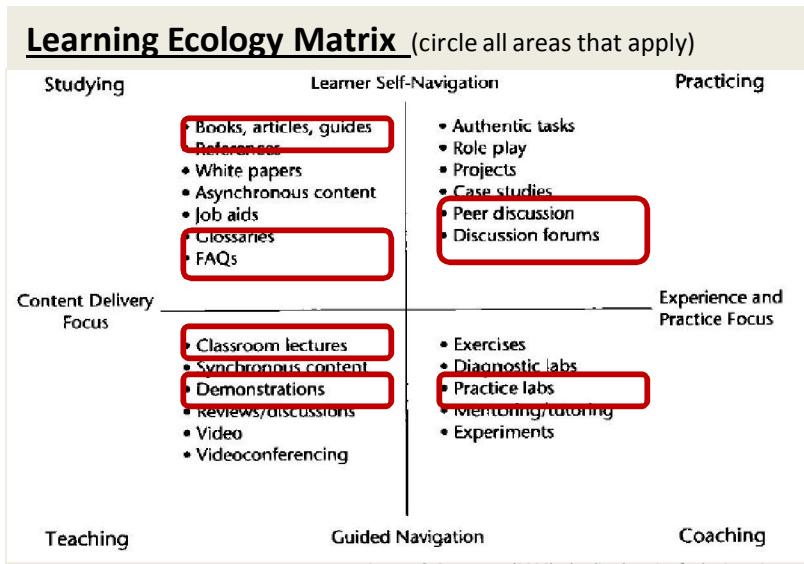 Learning Ecology Matrix (circle all areas that apply)
Studying
Learner Self-Navigation
Practicing
• Books, articles, guides
• References
• White papers
• Asynchronous content
• Job aids
• Glossaries
• FAQs
• Authentic tasks
• Role play
• Projects
• Case studies
• Peer discussion
• Discussion forums
Content Delivery
Focus
Experience and
Practice Focus
• Classroom lectures
• Synchronous content
• Demonstrations
• Reviews/discussions
• Video
• Videoconferencing
• Exercises
• Diagnostic labs
• Practice labs
• Mentoring/tutoring
• Experiments
Teaching
Guided Navigation
Coaching